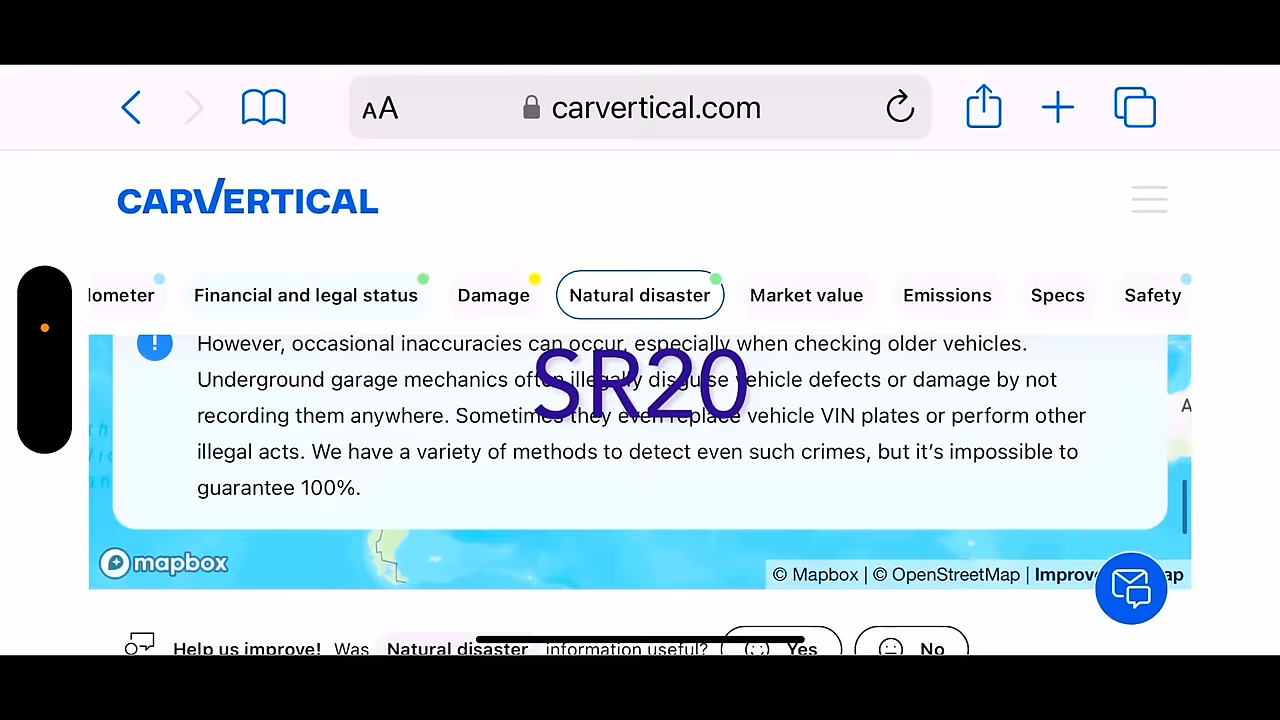 AA carvertical.com
CARVERTICAL
lometer Financial and legal status Damage Natural disaster Market value Emissions Specs Safety
However, occasional inaccuracies can occur, especially when checking older vehicles.
Underground garage mechanics often illegally disguise vehicle defects or damage by not
recording them anywhere. Sometimes they even replace vehicle VIN plates or perform other
illegal acts. We have a variety of methods to detect even such crimes, but it’s impossible to
guarantee 100%.
SR20
A
mapbox
© Mapbox | © OpenStreetMap | Improve ap
Help us improve! Was Natural disaster information useful? Yes No